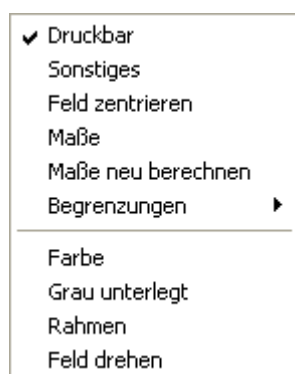 Druckbar
Sonstiges
Feld zentrieren
Maße
Maße neu berechnen
Begrenzungen
Farbe
Grau unterlegt
Rahmen
Feld drehen